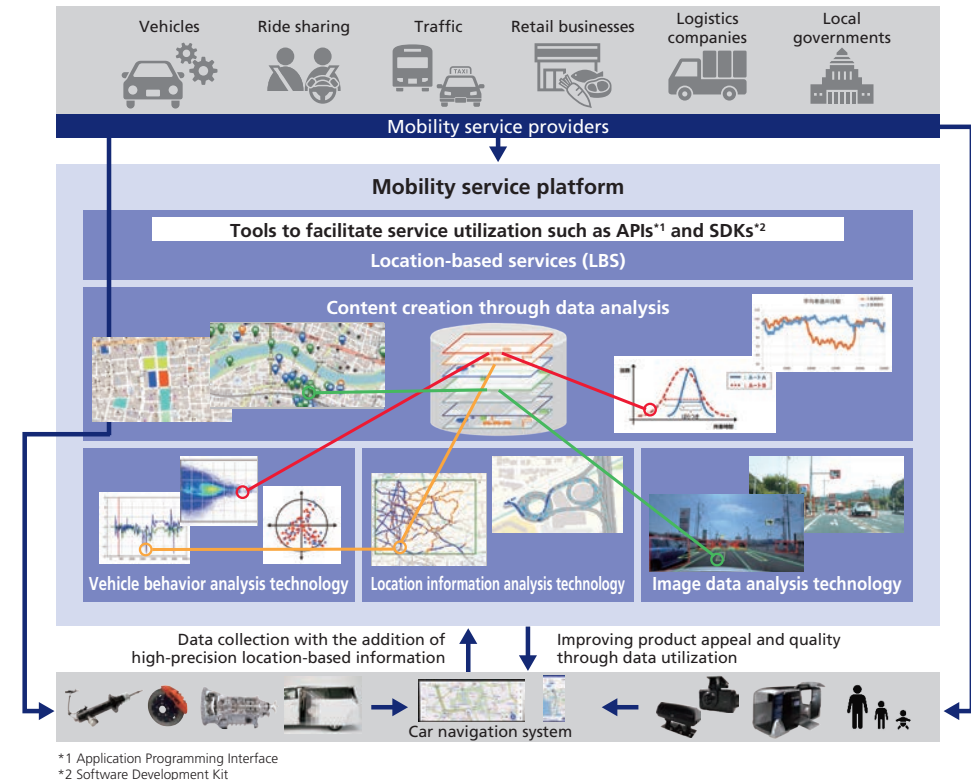 Vehicles
Ride sharing
Traffic
Retail businesses
Logistics
companies
Local
governments
TAXI
Mobility service providers
Mobility service platform
Tools to facilitate service utilization such as APIs*1 and SDKs*2
Location-based services (LBS)
Content creation through data analysis
Vehicle behavior analysis technology
Location information analysis technology
Image data analysis technology
Data collection with the addition of
high-precision location-based information
Improving product appeal and quality
through data utilization
Car navigation system
*1 Application Programming Interface
*2 Software Development Kit